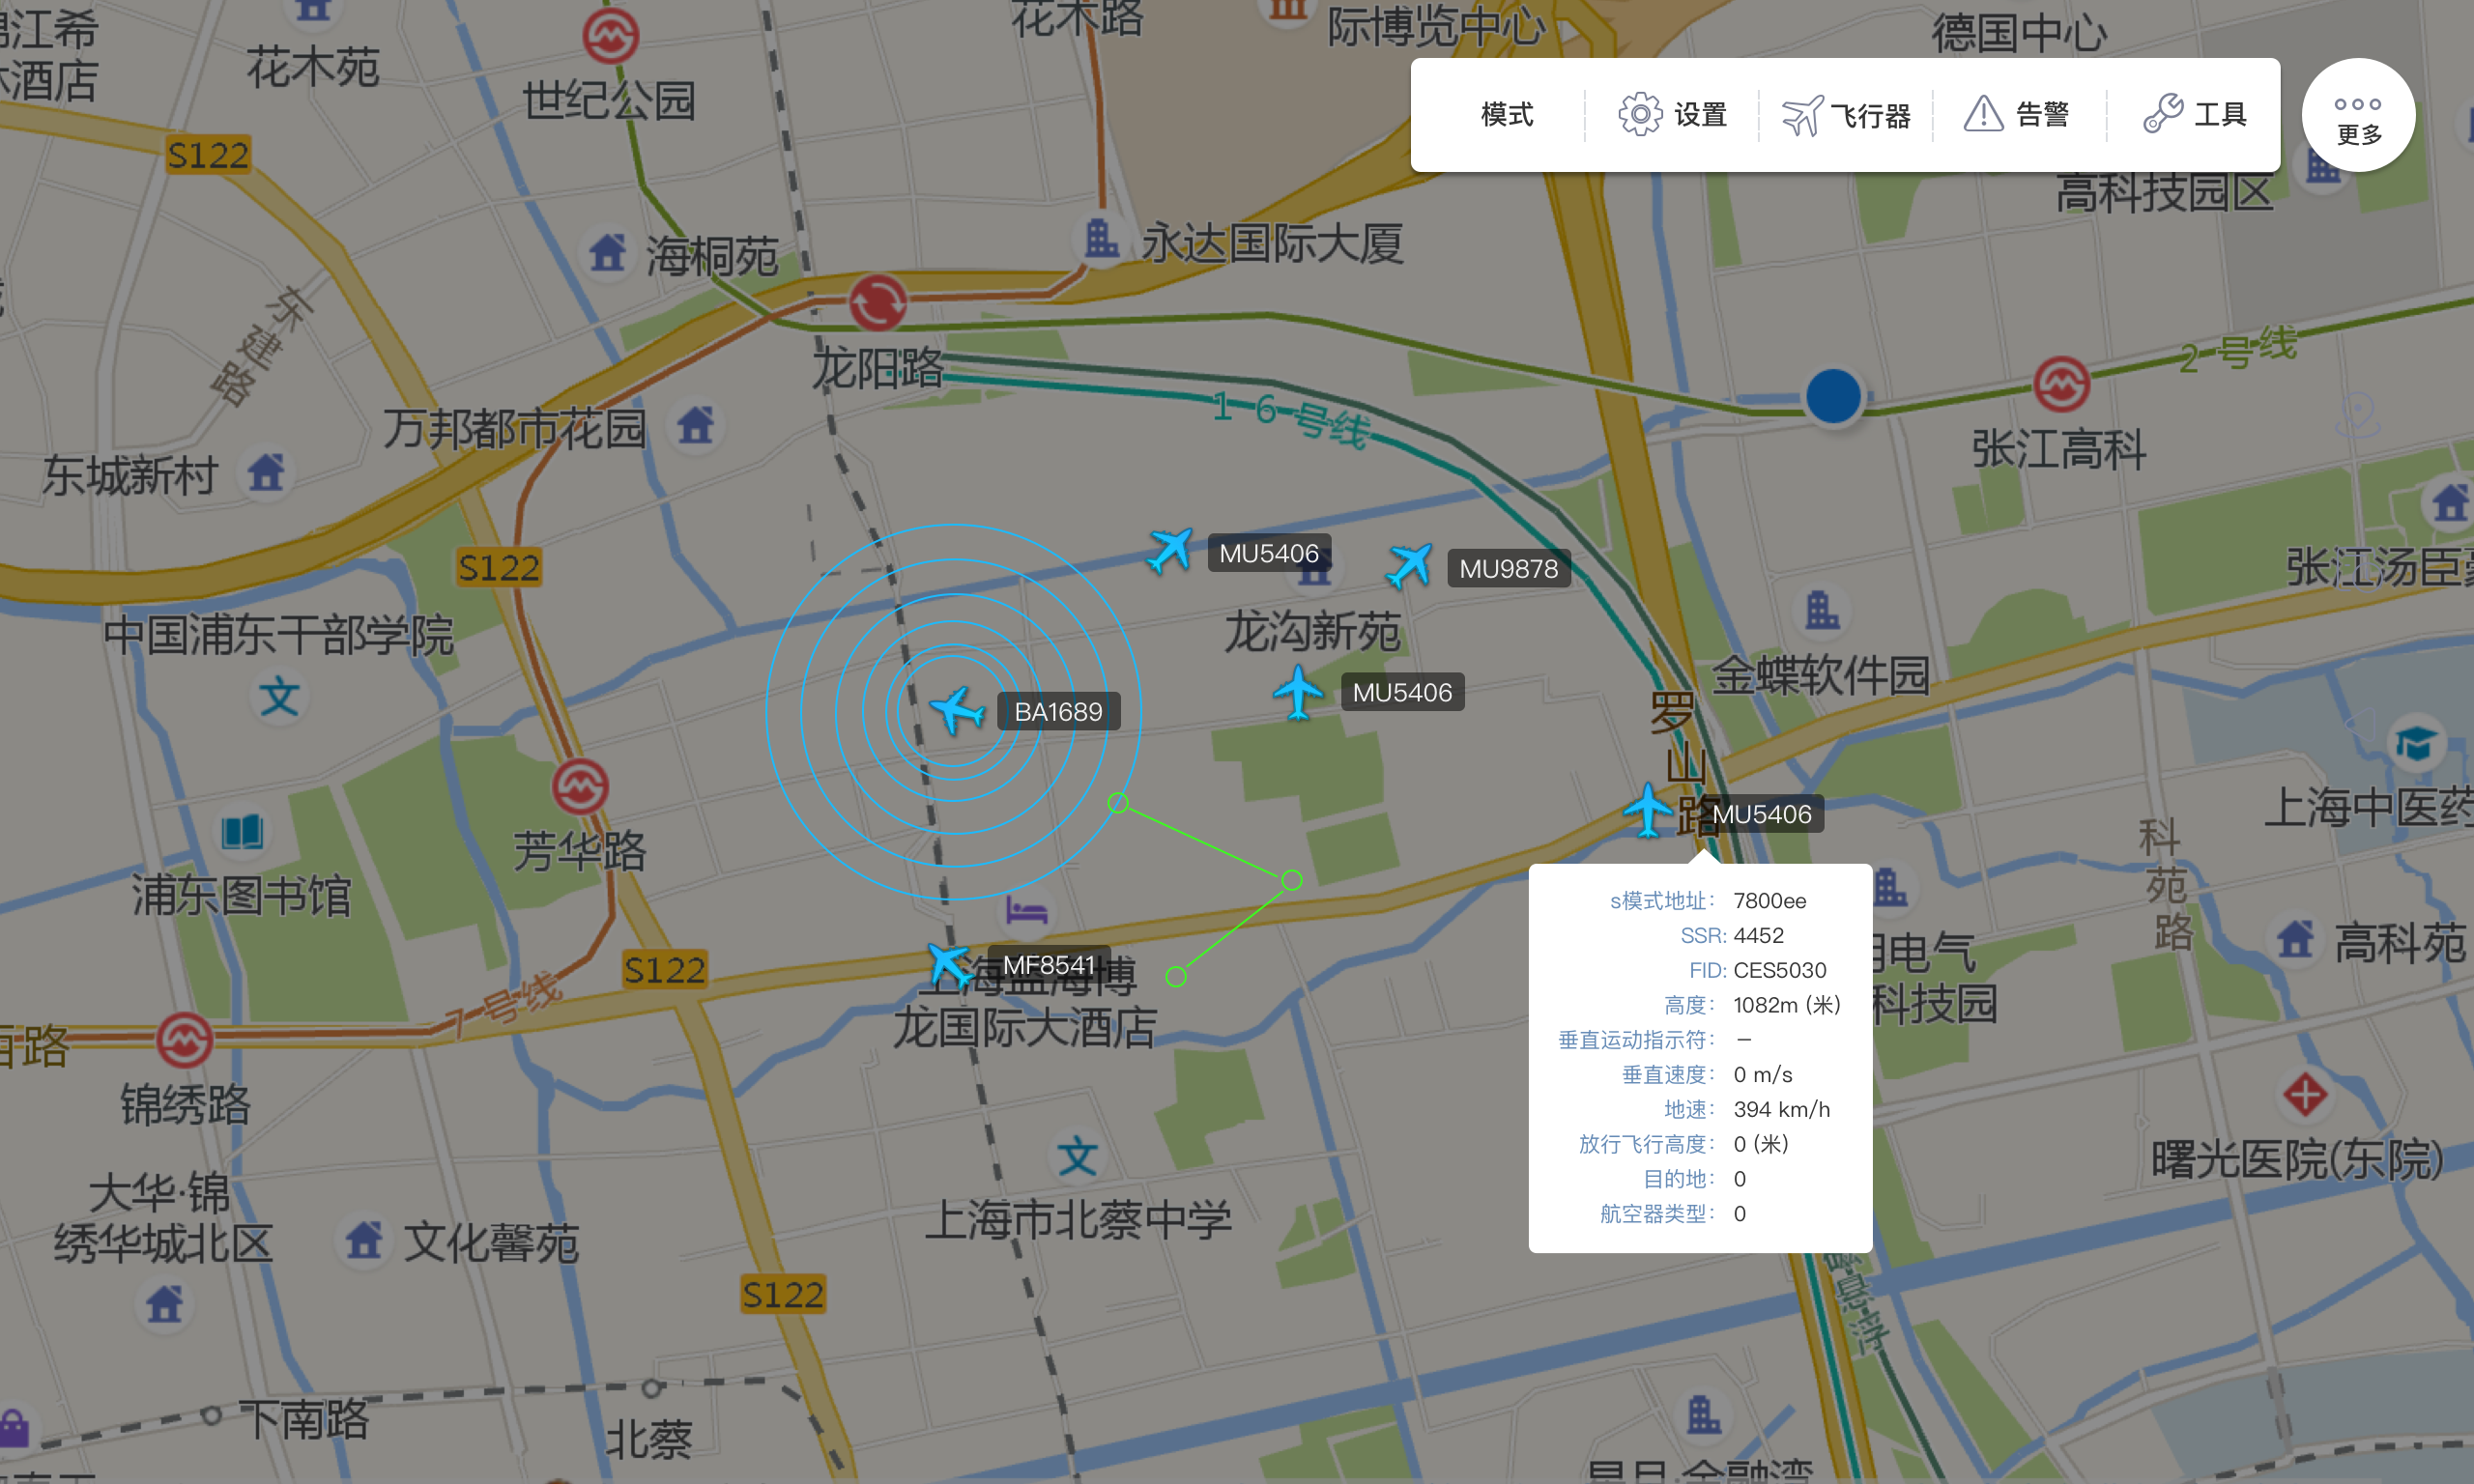 花木路
际博览中心
德国中心
花木苑
世纪公园
模式
设置
飞行器
告警
工具
更多
S122
高科技园区
海桐苑
永达国际大厦
东建路
龙阳路
2号线
16号线
万邦都市花园
张江高科
东城新村
MU5406
MU9878
S122
张江汤臣
中国浦东干部学院
龙沟新苑
金蝶软件园
文
MU5406
BA1689
罗山路
MU5406
上海中医药
芳华路
科苑路
浦东图书馆
s模式地址： 7800ee
SSR: 4452
FID: CES5030
高度： 1082m (米)
垂直运动指示符： —
垂直速度： 0 m/s
地速： 394 km/h
放行飞行高度： 0 (米)
目的地： 0
航空器类型： 0
电气
科技园
高科苑
S122
MF8541
上海蓝海博
龙国际大酒店
7号线
锦绣路
文
曙光医院(东院)
大华·锦
绣华城北区
文化馨苑
上海市北蔡中学
S122
下南路
北蔡